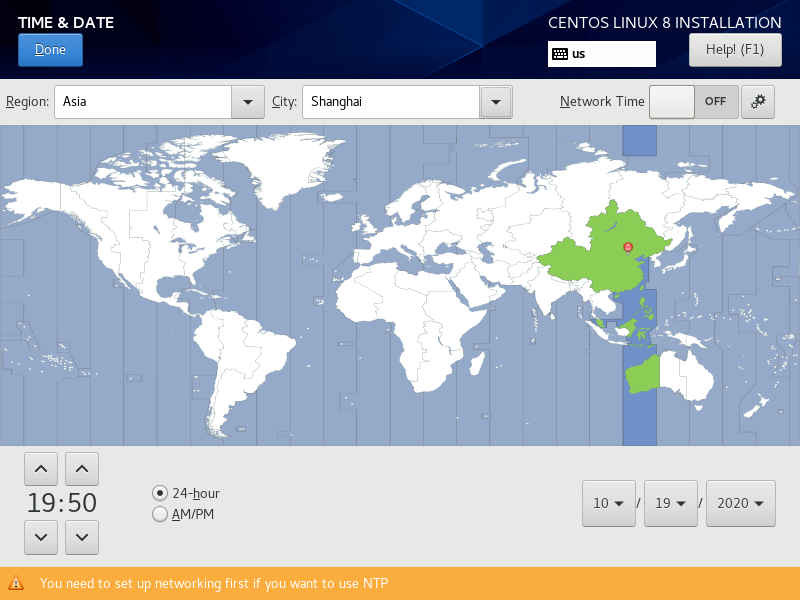 TIME & DATE
CENTOS LINUX 8 INSTALLATION
Done
us
Help! (F1)
Region: Asia City: Shanghai Network Time OFF
19:50
24-hour
AM/PM
10 / 19 / 2020
You need to set up networking first if you want to use NTP